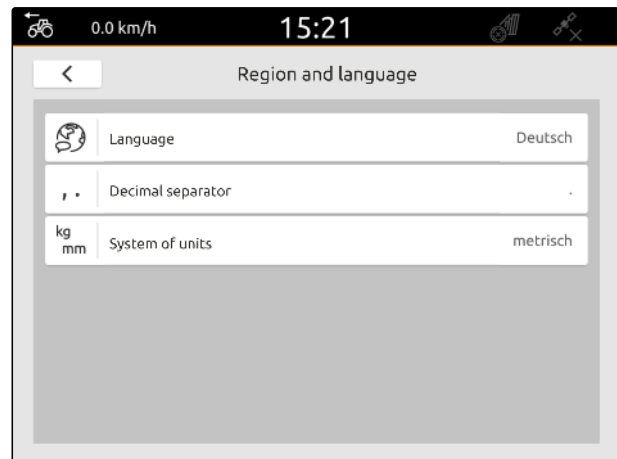 0.0 km/h 15:21
Region and language
Language Deutsch
, . Decimal separator .
kg
mm System of units metrisch